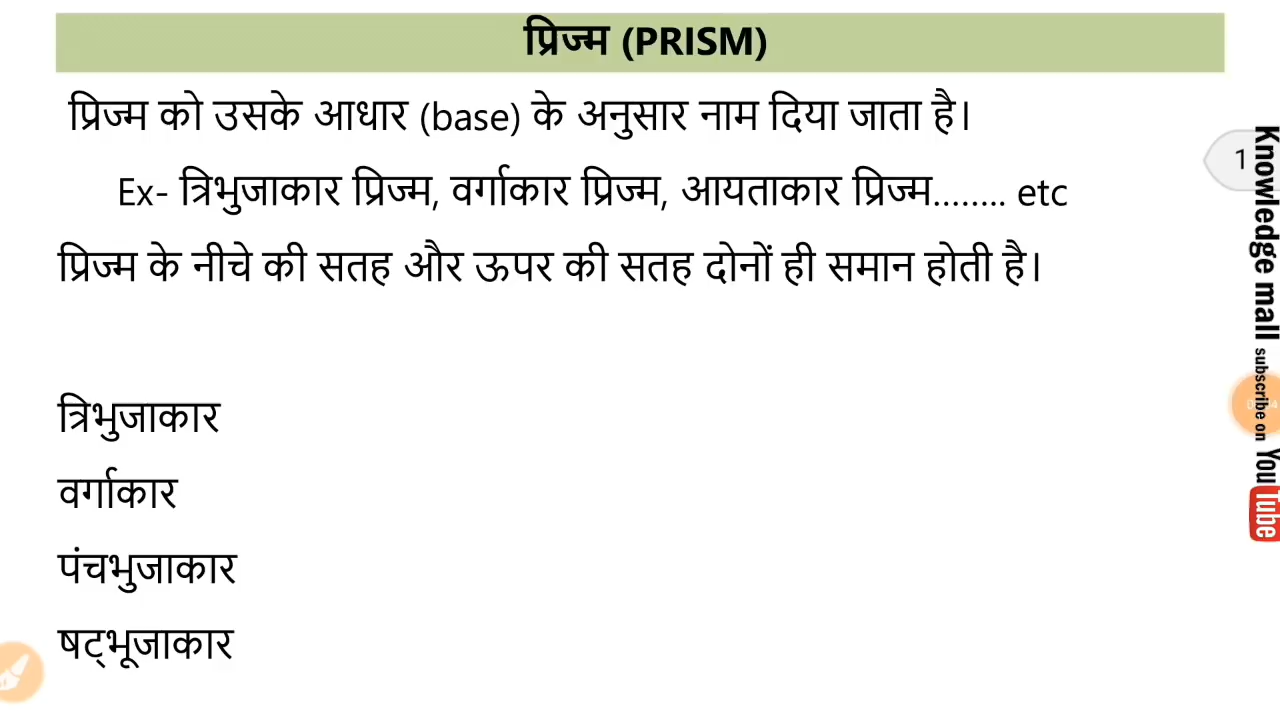 प्रिज्म (PRISM)
प्रिज्म को उसके आधार (base) के अनुसार नाम दिया जाता है।
Ex- त्रिभुजाकार प्रिज्म, वर्गाकार प्रिज्म, आयताकार प्रिज्म........ etc
प्रिज्म के नीचे की सतह और ऊपर की सतह दोनों ही समान होती है।
त्रिभुजाकार
वर्गाकार
पंचभुजाकार
षट्भूजाकार
1
Knowledge mall subscribe on YouTube